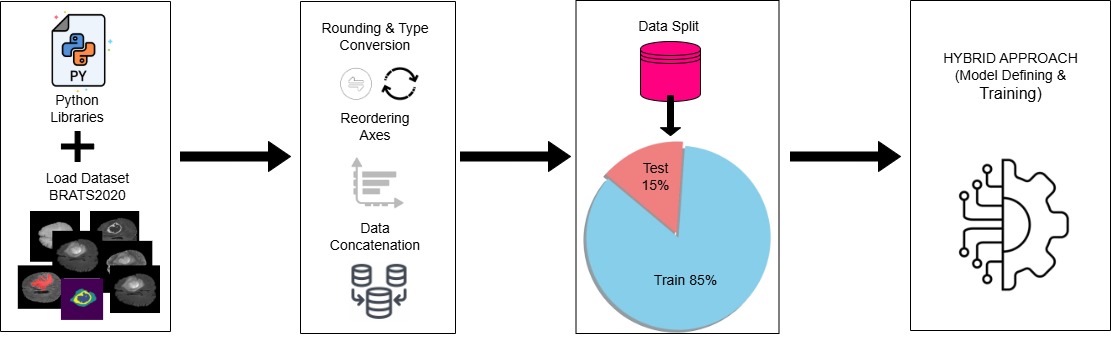 PY
Python
Libraries
Load Dataset
BRATS2020
Rounding & Type
Conversion
Reordering
Axes
Data
Concatenation
Data Split
Test
15%
Train 85%
HYBRID APPROACH
(Model Defining &
Training)